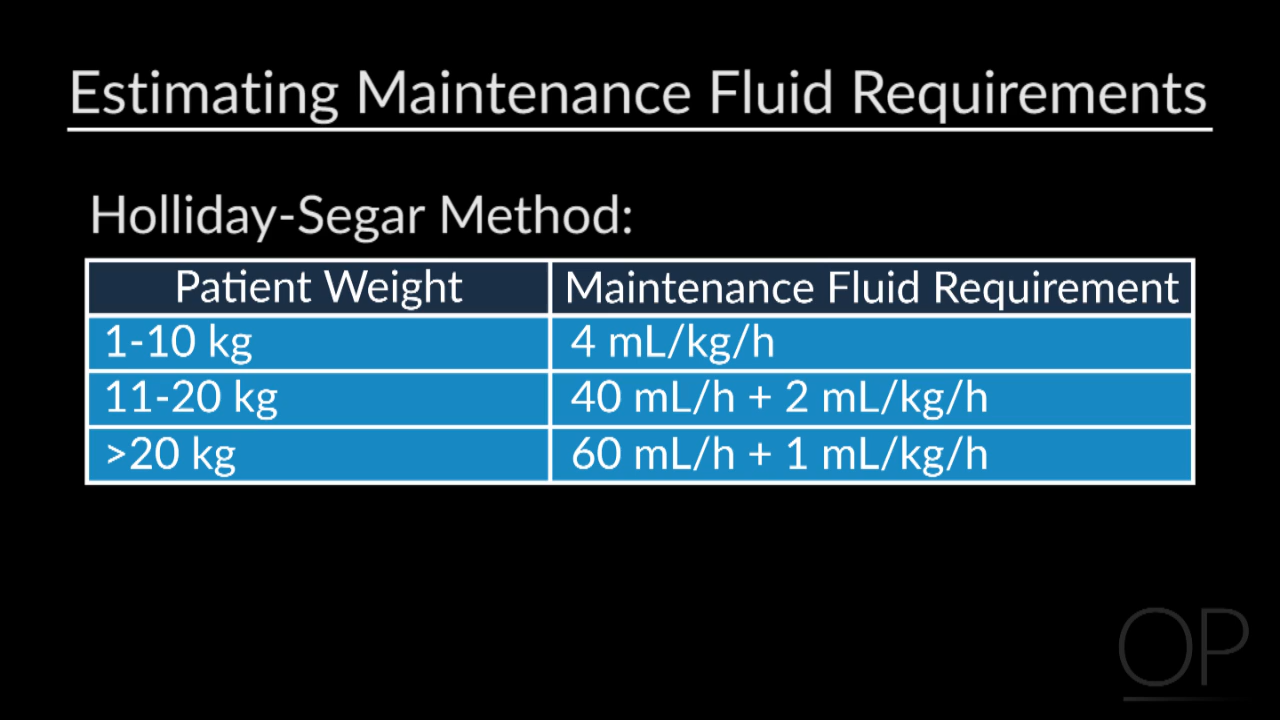 Estimating Maintenance Fluid Requirements
Holliday-Segar Method:
Patient Weight Maintenance Fluid Requirement
1-10 kg 4 mL/kg/h
11-20 kg 40 mL/h + 2 mL/kg/h
>20 kg 60 mL/h + 1 mL/kg/h
OP